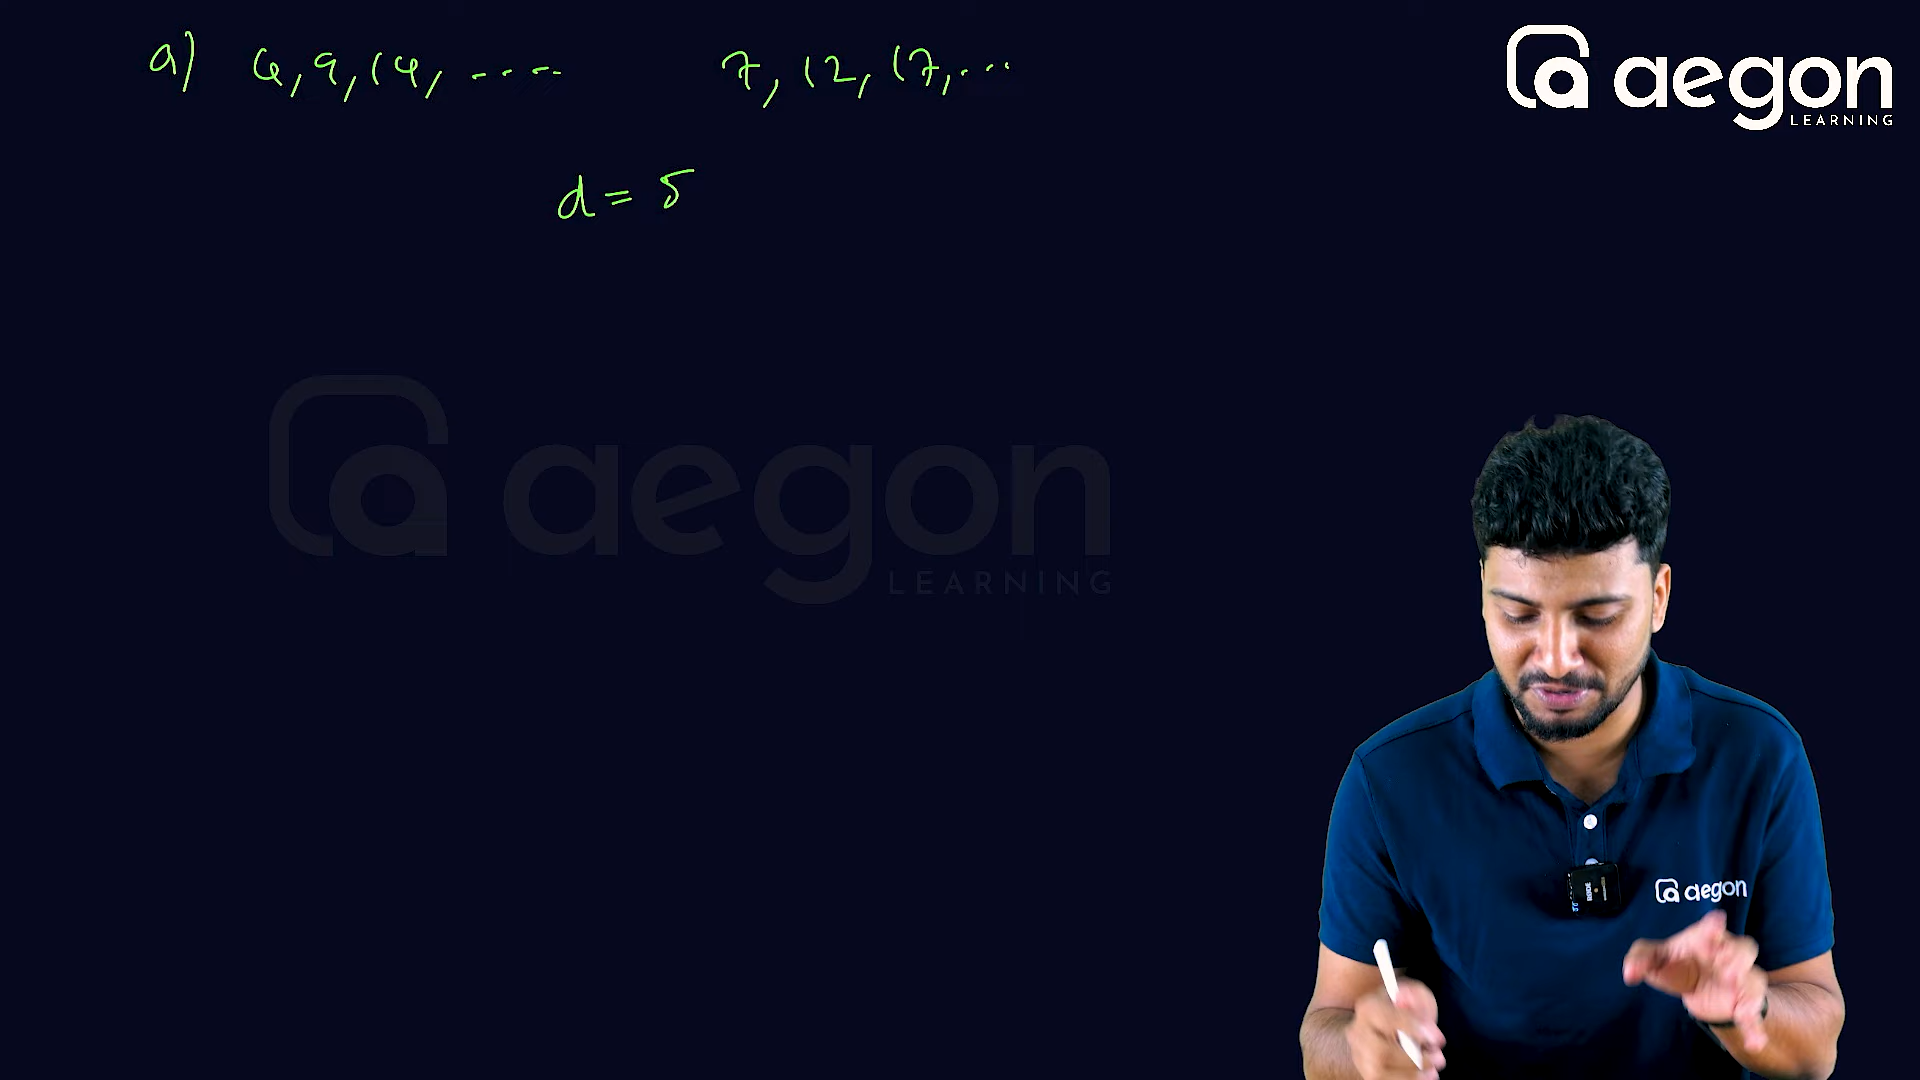 a) 4, 9, 14, ---- 7, 12, 17, ...
d = 5
aegon
LEARNING
aegon
LEARNING
aegon